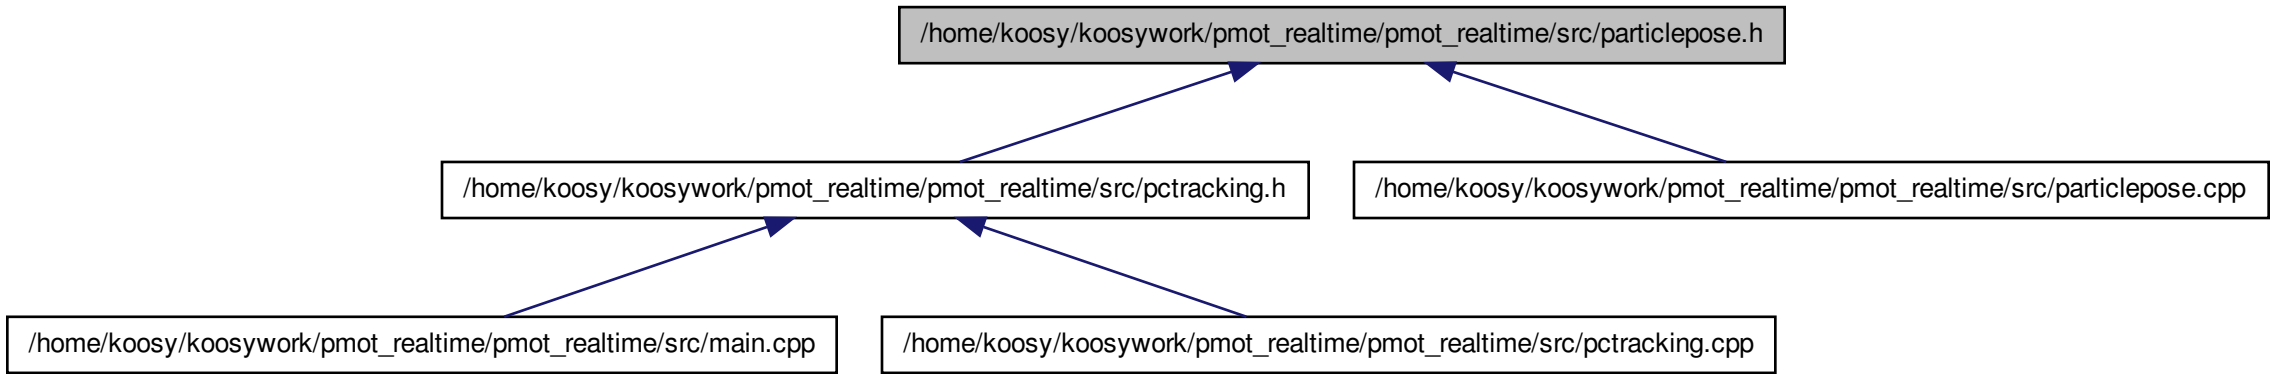 /home/koosy/koosywork/pmot_realtime/pmot_realtime/src/particlepose.h
/home/koosy/koosywork/pmot_realtime/pmot_realtime/src/pctracking.h
/home/koosy/koosywork/pmot_realtime/pmot_realtime/src/particlepose.cpp
/home/koosy/koosywork/pmot_realtime/pmot_realtime/src/main.cpp
/home/koosy/koosywork/pmot_realtime/pmot_realtime/src/pctracking.cpp